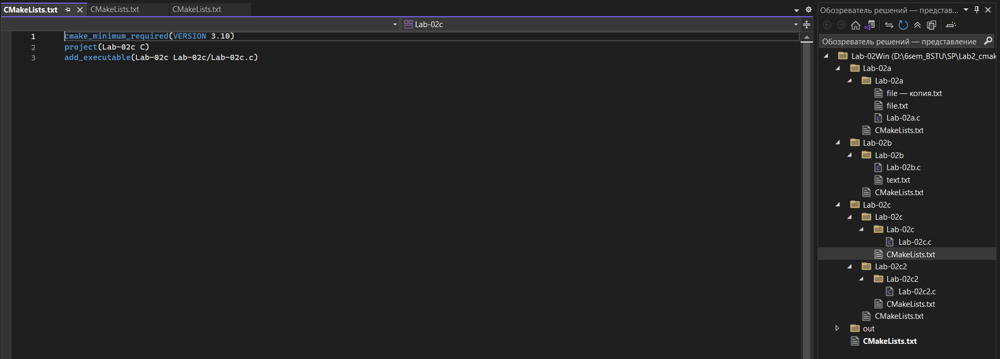 CMakeLists.txt
CMakeLists.txt
CMakeLists.txt
Lab-02c
1 cmake_minimum_required(VERSION 3.10)
2 project(Lab-02c C)
3 add_executable(Lab-02c Lab-02c/Lab-02c.c)
Обозреватель решений — представ...
Обозреватель решений — представление
Lab-02Win (D:\6sem_BSTU\SP\Lab2_cmak
Lab-02a
Lab-02a
file — копия.txt
file.txt
Lab-02a.c
CMakeLists.txt
Lab-02b
Lab-02b
Lab-02b.c
text.txt
CMakeLists.txt
Lab-02c
Lab-02c
Lab-02c
Lab-02c.c
CMakeLists.txt
Lab-02c2
Lab-02c2
Lab-02c2.c
CMakeLists.txt
CMakeLists.txt
out
CMakeLists.txt